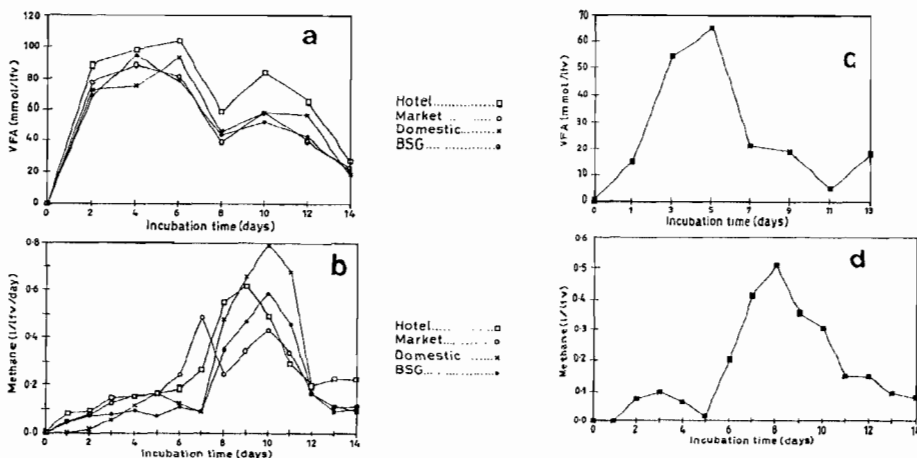 a
120
100
80
60
40
20
0
VFA (mmol/lfv)
0 2 4 6 8 10 12 14
Incubation time (days)
Hotel
Market
Domestic
BSG
c
70
60
50
40
30
20
10
0
VFA (mmol/lfv)
0 1 3 5 7 9 11 13
Incubation time (days)
b
0·8
0·6
0·4
0·2
0·0
Methane (l/lfv/day)
0 2 4 6 8 10 12 14
Incubation time (days)
Hotel
Market
Domestic
BSG
d
0·6
0·5
0·4
0·3
0·2
0·1
0·0
Methane (l/lfv)
0 2 4 6 8 10 12 14
Incubation time (days)